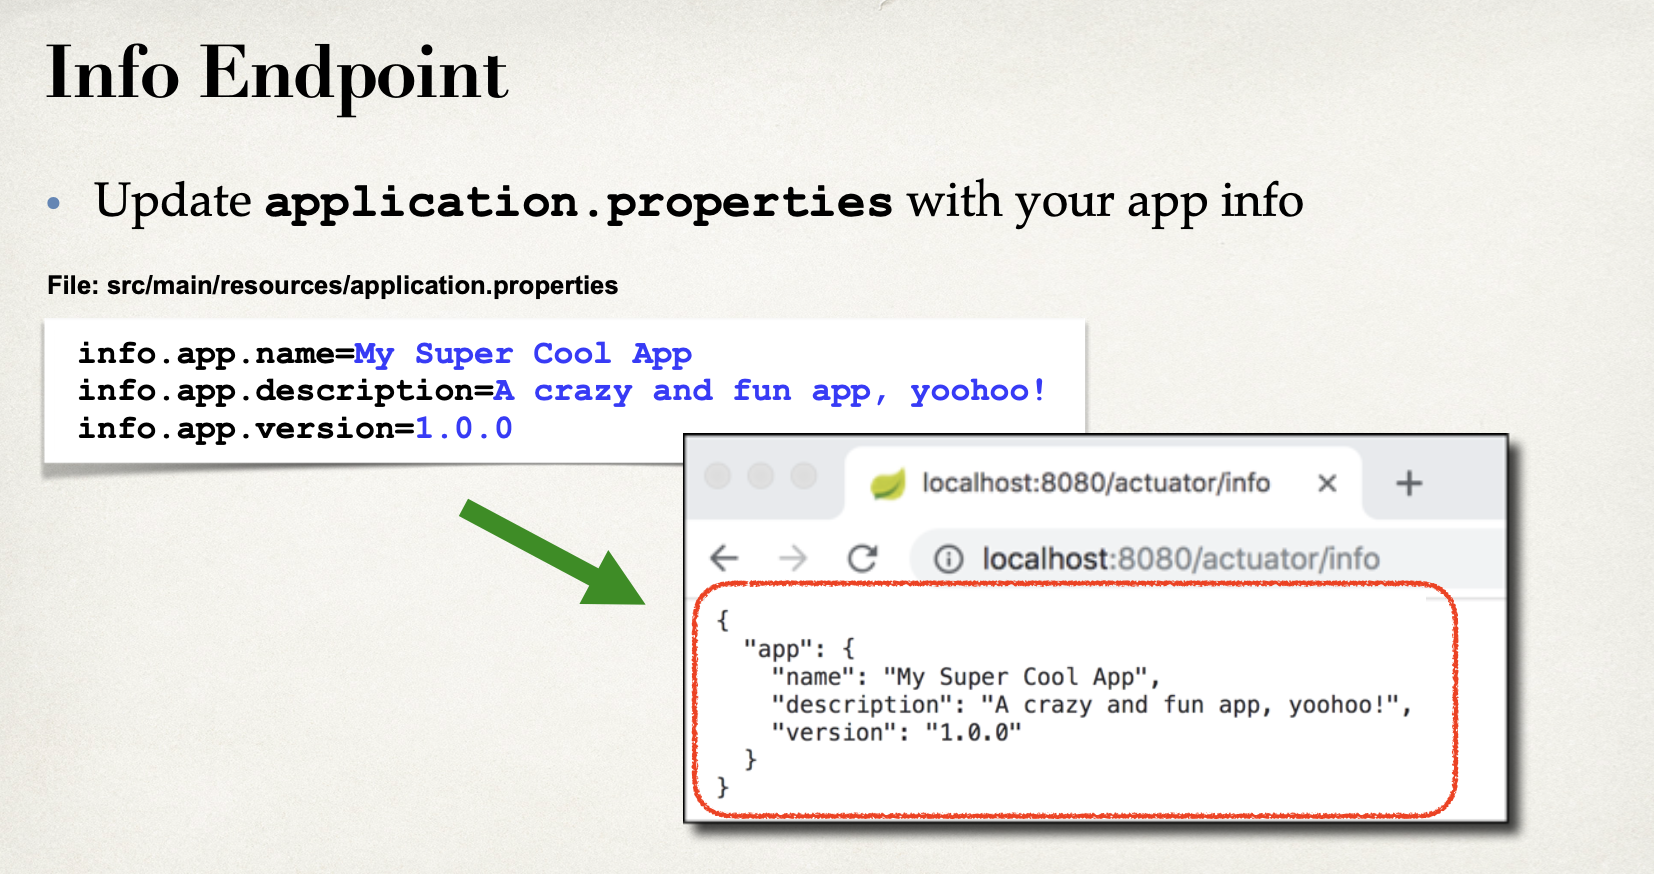 Info Endpoint
• Update application.properties with your app info
File: src/main/resources/application.properties
info.app.name=My Super Cool App
info.app.description=A crazy and fun app, yoohoo!
info.app.version=1.0.0
localhost:8080/actuator/info
localhost:8080/actuator/info
{
"app": {
"name": "My Super Cool App",
"description": "A crazy and fun app, yoohoo!",
"version": "1.0.0"
}
}